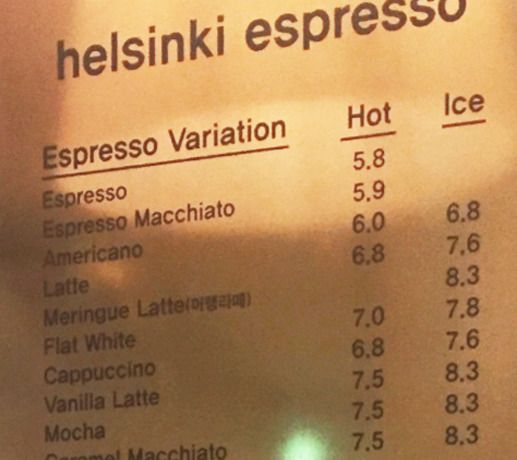 helsinki espresso
Espresso Variation Hot Ice
Espresso 5.8
Espresso Macchiato 5.9
Americano 6.0 6.8
Latte 6.8 7.6
Meringue Latte(머랭라떼) 8.3
Flat White 7.0 7.8
Cappuccino 6.8 7.6
Vanilla Latte 7.5 8.3
Mocha 7.5 8.3
Caramel Macchiato 7.5 8.3